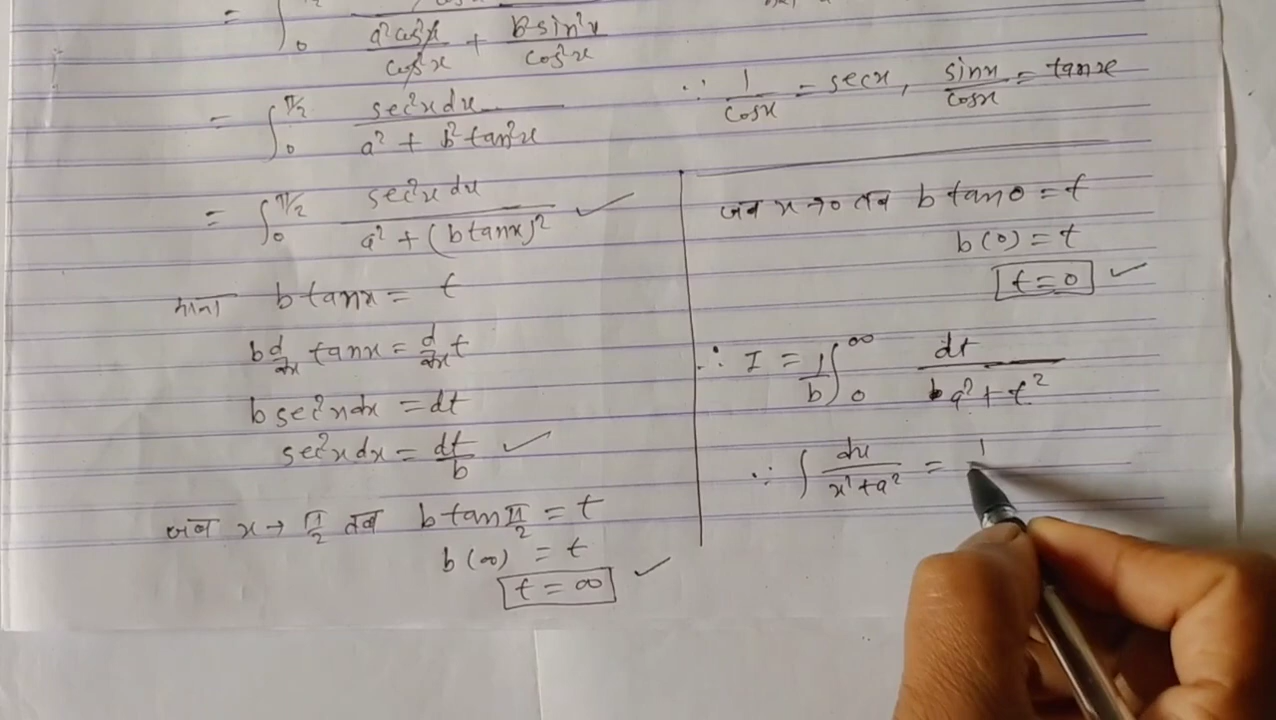 = ∫₀ a²cos²x/cos²x + b²sin²x/cos²x
= ∫₀^π/2 sec²x dx / a² + b²tan²x
∵ 1/cosx = secx, sinx/cosx = tanx
= ∫₀^π/2 sec²x dx / a² + (b tanx)²
माना b tanx = t
b d/dx tanx = d/dx t
b sec²x dx = dt
sec²x dx = dt/b
जब x → π/2 तब b tan π/2 = t
b(∞) = t
t = ∞
जब x → 0 तब b tan0 = t
b(0) = t
t = 0
∴ I = 1/b ∫₀^∞ dt / a² + t²
∵ ∫ dx / x² + a² = 1